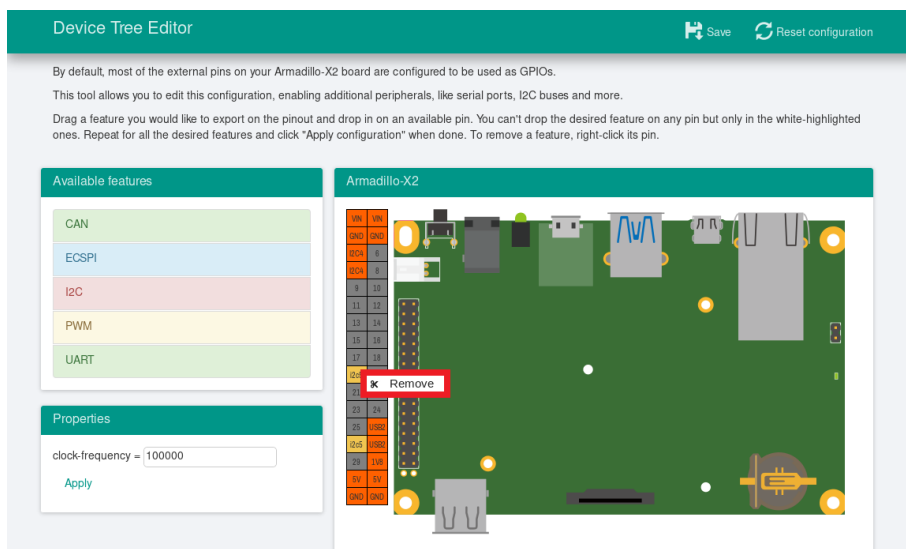 Device Tree Editor
Save
Reset configuration
By default, most of the external pins on your Armadillo-X2 board are configured to be used as GPIOs.
This tool allows you to edit this configuration, enabling additional peripherals, like serial ports, I2C buses and more.
Drag a feature you would like to export on the pinout and drop in on an available pin. You can't drop the desired feature on any pin but only in the white-highlighted
ones. Repeat for all the desired features and click "Apply configuration" when done. To remove a feature, right-click its pin.
Available features
CAN
ECSPI
I2C
PWM
UART
Properties
clock-frequency = 100000
Apply
Armadillo-X2
VIN VIN
GND GND
I2C4 6
I2C4 8
9 10
11 12
13 14
15 16
17 18
Remove
23 24
25 USB2
i2c5 USB2
29 1V8
5V 5V
GND GND